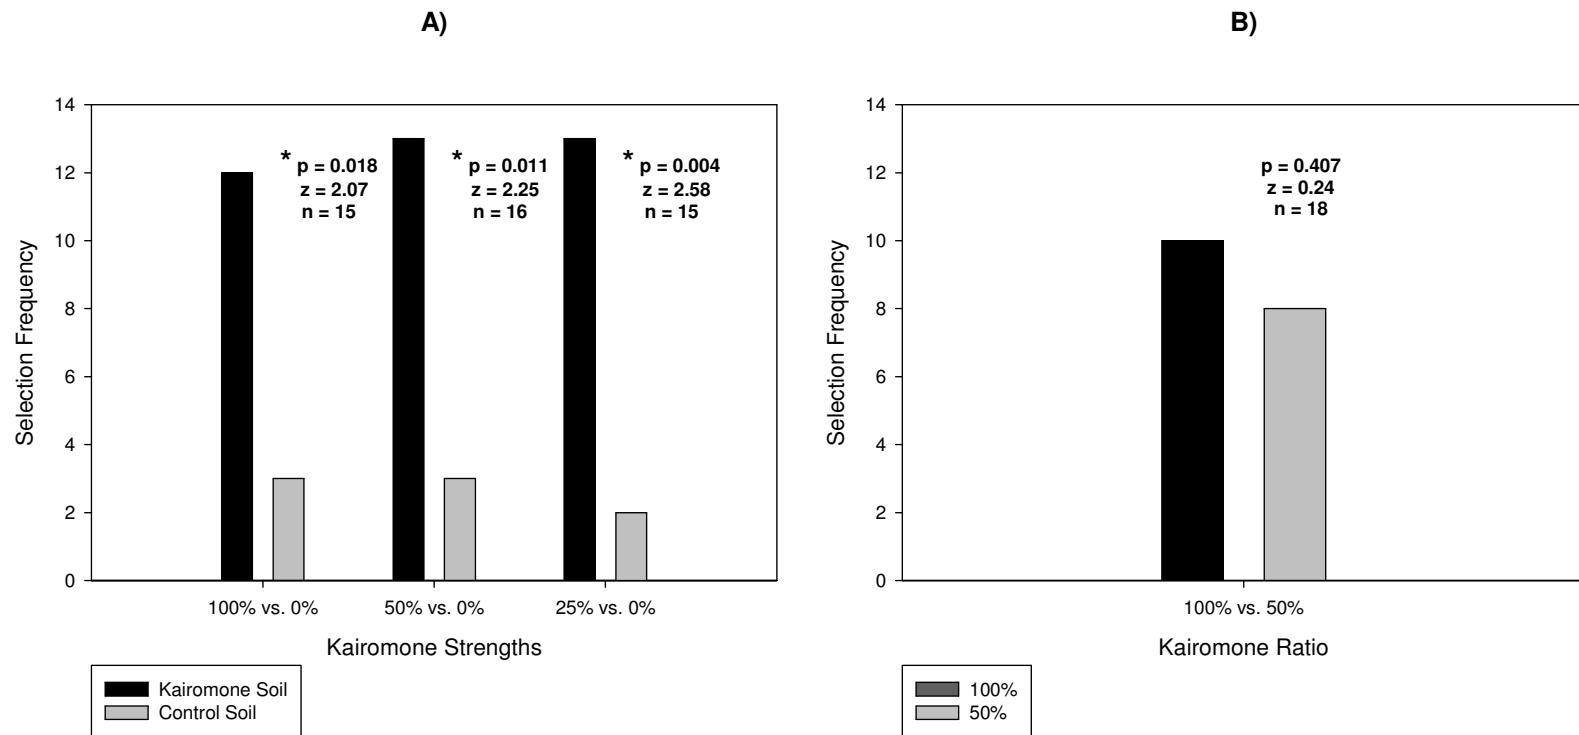 A)
14
12
10
8
6
4
2
0
Selection Frequency
* p = 0.018
z = 2.07
n = 15
* p = 0.011
z = 2.25
n = 16
* p = 0.004
z = 2.58
n = 15
100% vs. 0%
50% vs. 0%
25% vs. 0%
Kairomone Strengths
Kairomone Soil
Control Soil
B)
14
12
10
8
6
4
2
0
Selection Frequency
p = 0.407
z = 0.24
n = 18
100% vs. 50%
Kairomone Ratio
100%
50%